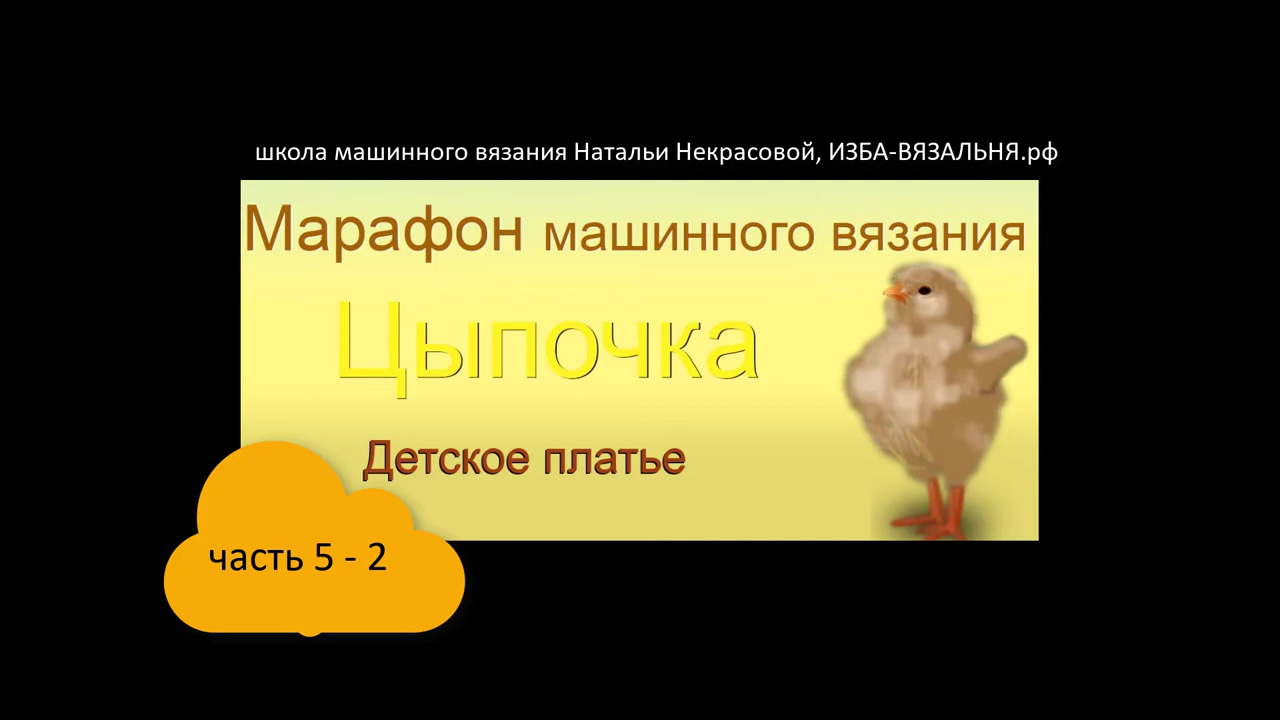 школа машинного вязания Натальи Некрасовой, ИЗБА-ВЯЗАЛЬНЯ.рф
Марафон машинного вязания
Цыпочка
Детское платье
часть 5 - 2